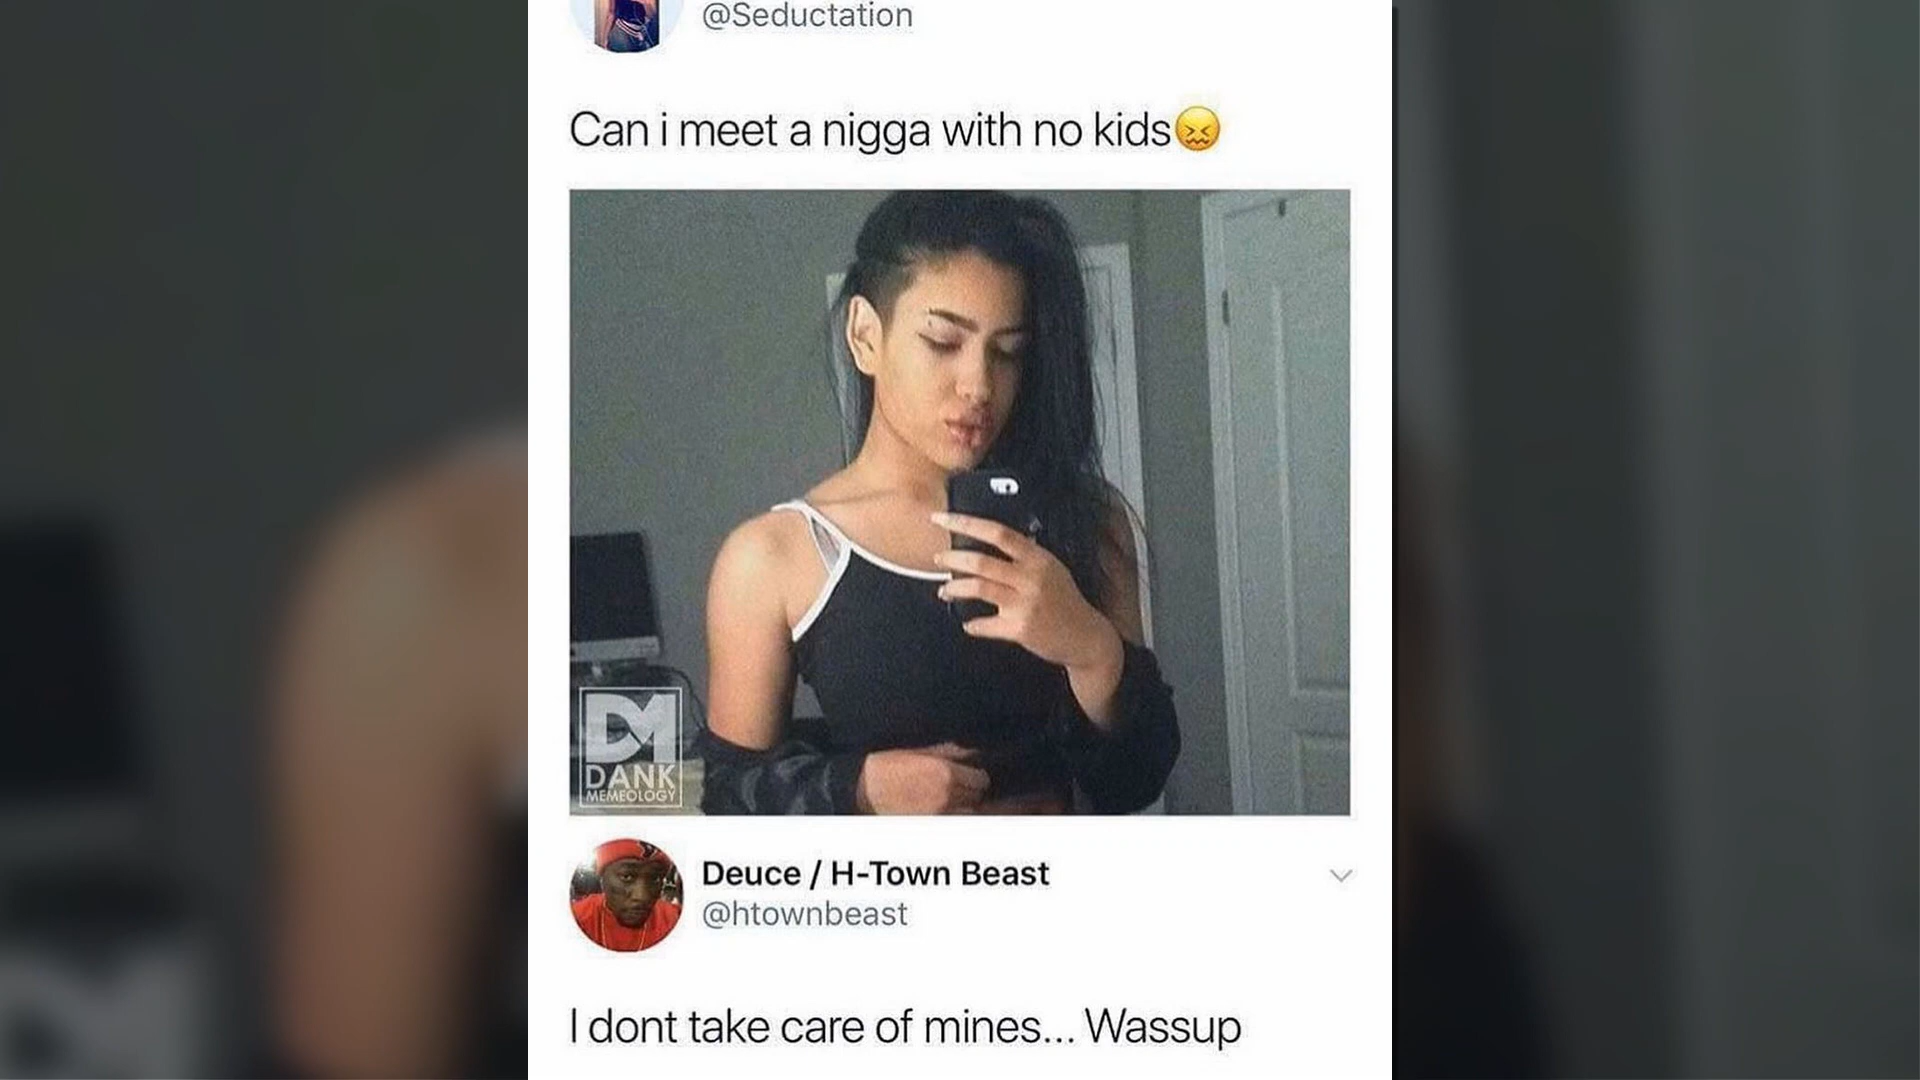 @Seductation
Can i meet a nigga with no kids😖
DM
DANK
MEMEOLOGY
Deuce / H-Town Beast
@htownbeast
I dont take care of mines... Wassup